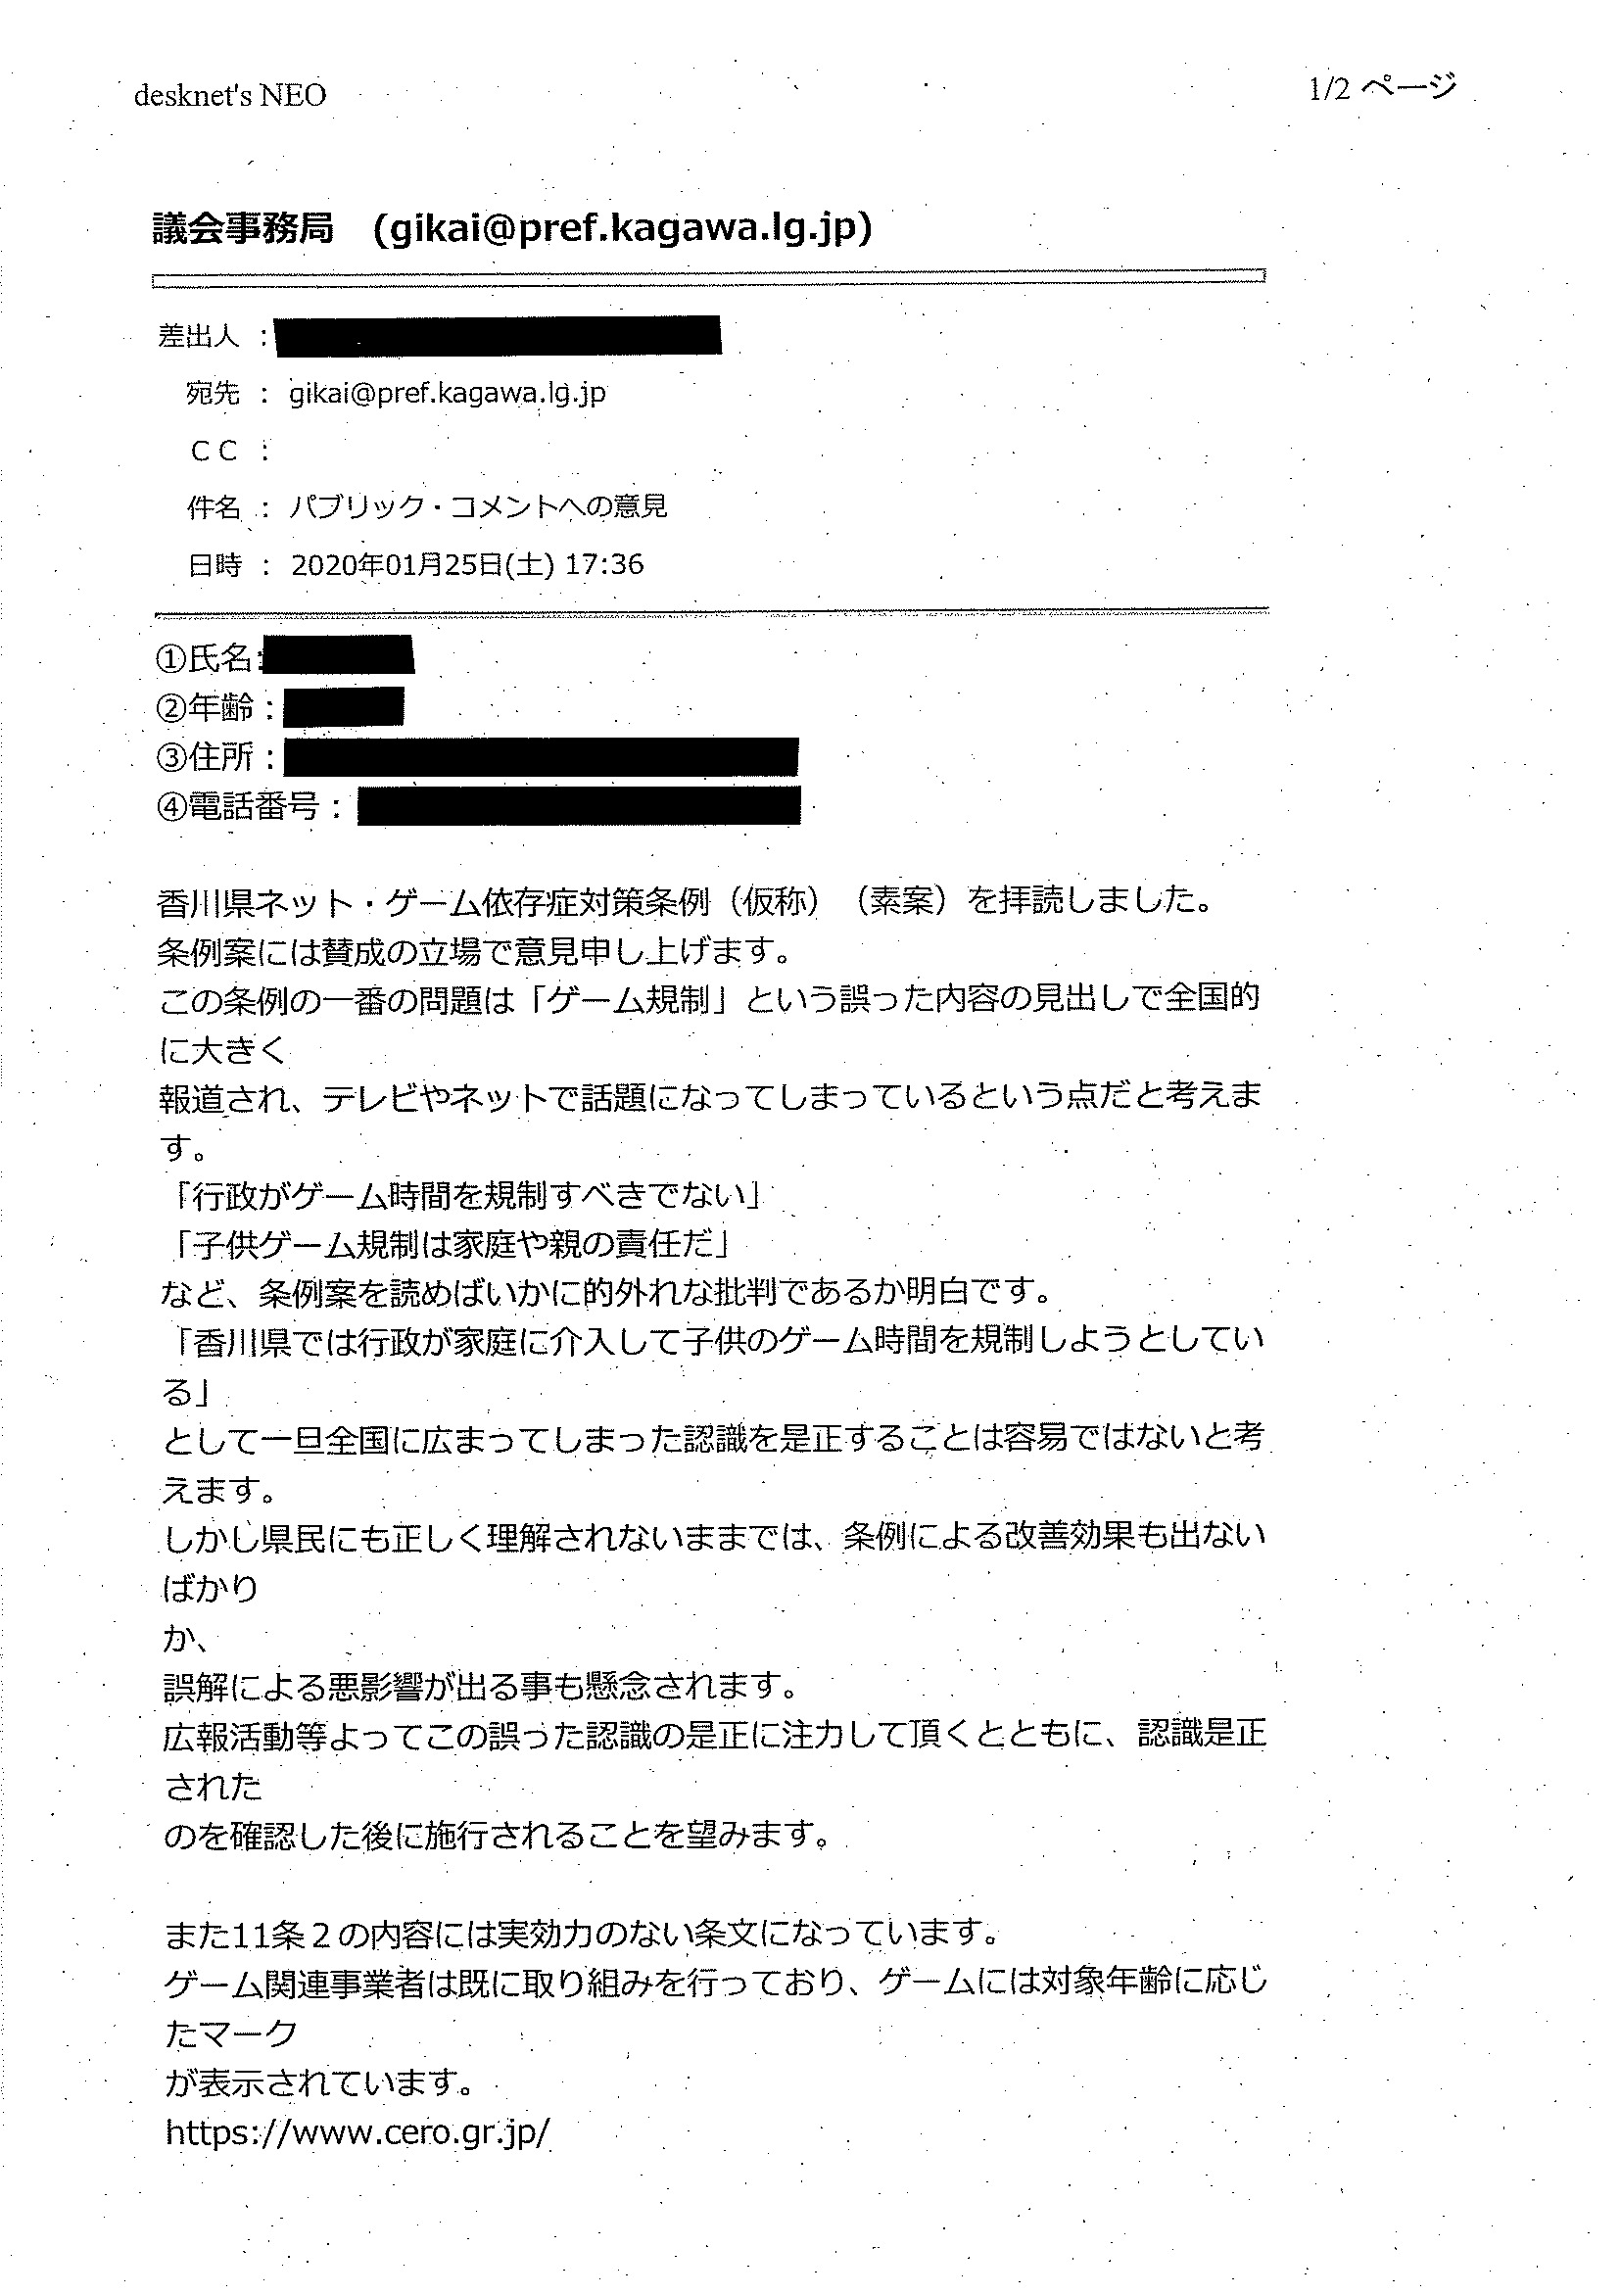 desknet's NEO
1/2 ページ
議会事務局　(gikai@pref.kagawa.lg.jp)
差出人 ：
宛先 ： gikai@pref.kagawa.lg.jp
ＣＣ ：
件名 ： パブリック・コメントへの意見
日時 ： 2020年01月25日(土) 17:36
①氏名:
②年齢：
③住所：
④電話番号：
香川県ネット・ゲーム依存症対策条例（仮称）（素案）を拝読しました。
条例案には賛成の立場で意見申し上げます。
この条例の一番の問題は「ゲーム規制」という誤った内容の見出しで全国的
に大きく
報道され、テレビやネットで話題になってしまっているという点だと考えま
す。
「行政がゲーム時間を規制すべきでない」
「子供ゲーム規制は家庭や親の責任だ」
など、条例案を読めばいかに的外れな批判であるか明白です。
「香川県では行政が家庭に介入して子供のゲーム時間を規制しようとしてい
る」
として一旦全国に広まってしまった認識を是正することは容易ではないと考
えます。
しかし県民にも正しく理解されないままでは、条例による改善効果も出ない
ばかり
か、
誤解による悪影響が出る事も懸念されます。
広報活動等よってこの誤った認識の是正に注力して頂くとともに、認識是正
された
のを確認した後に施行されることを望みます。
また11条２の内容には実効力のない条文になっています。
ゲーム関連事業者は既に取り組みを行っており、ゲームには対象年齢に応じ
たマーク
が表示されています。
https://www.cero.gr.jp/